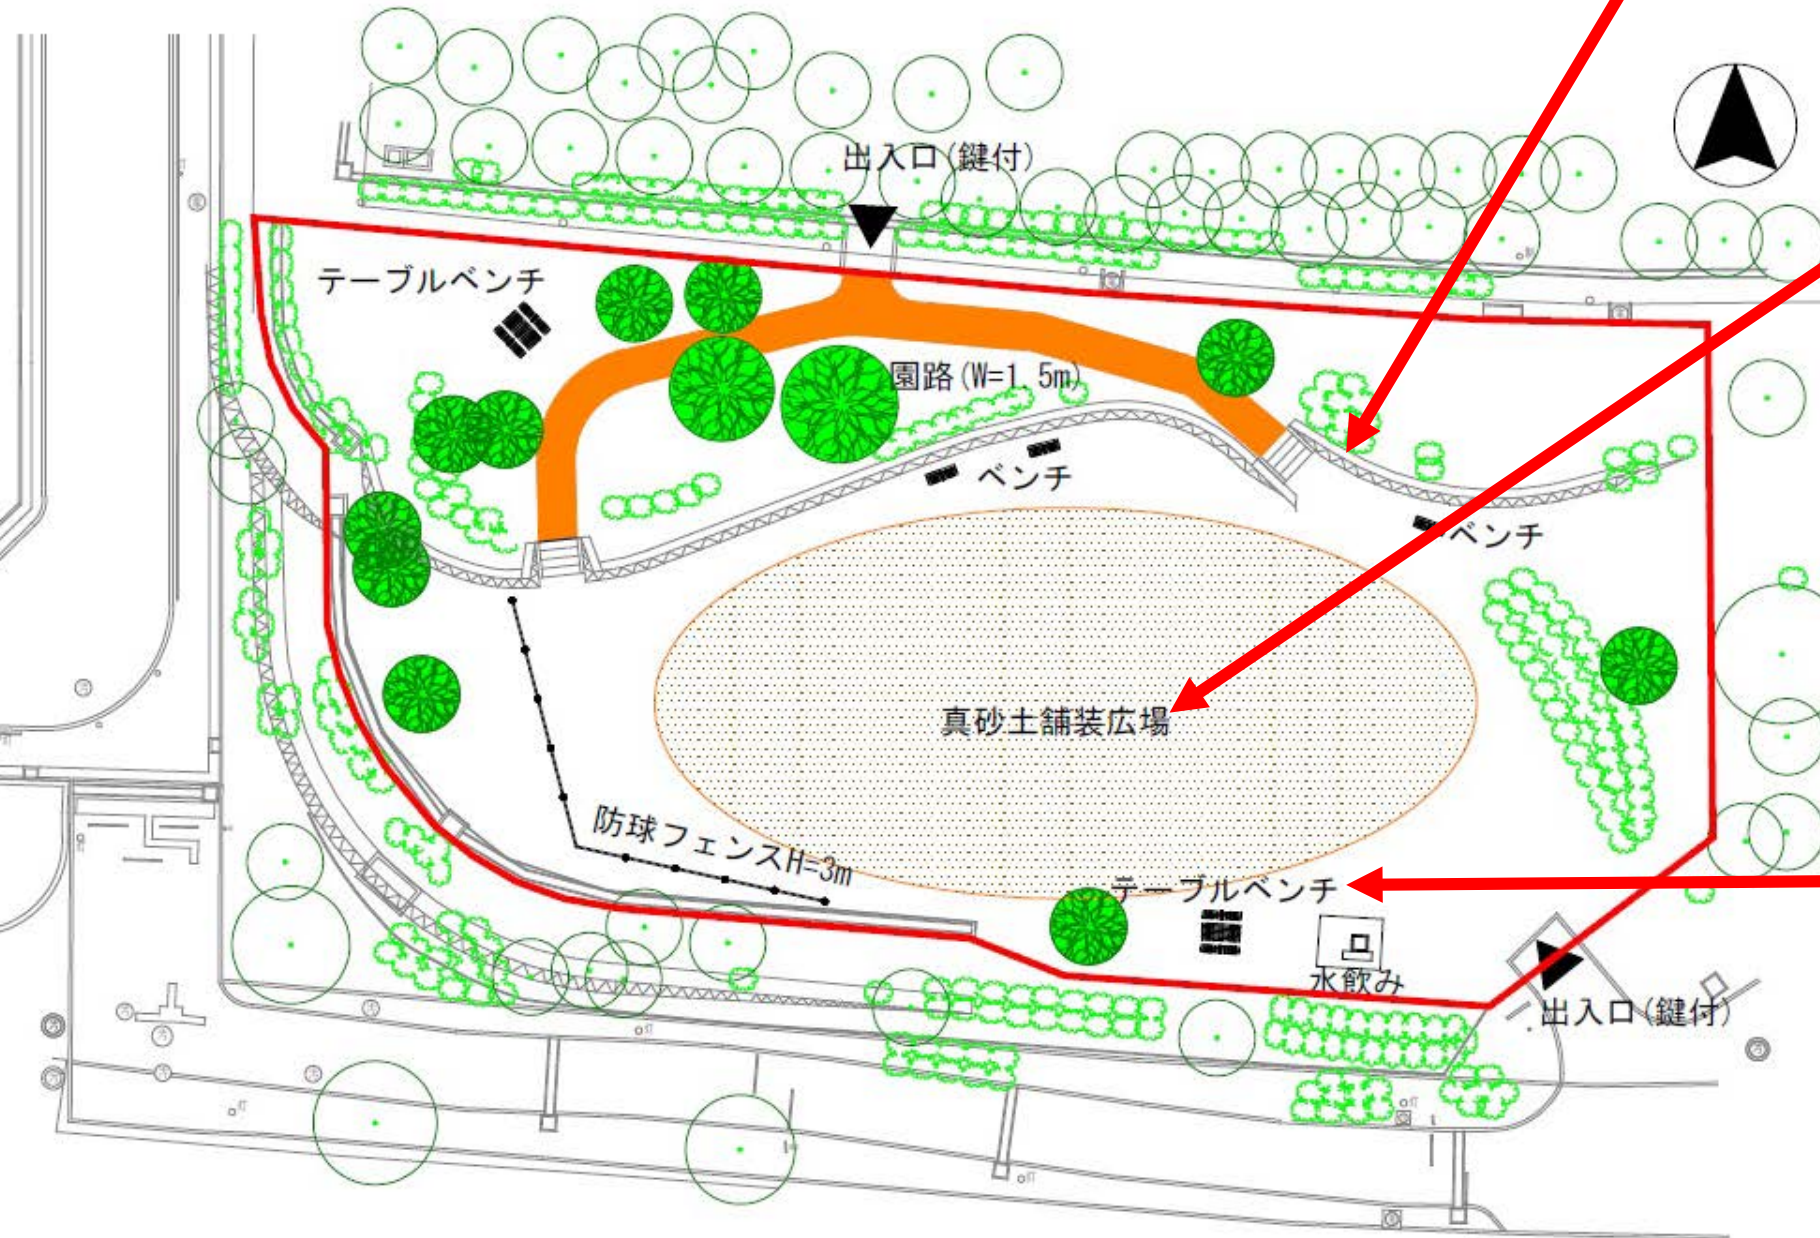 出入口(鍵付)
テーブルベンチ
園路(W=1.5m)
ベンチ
ベンチ
真砂土舗装広場
防球フェンスH=3m
テーブルベンチ
水飲み
出入口(鍵付)